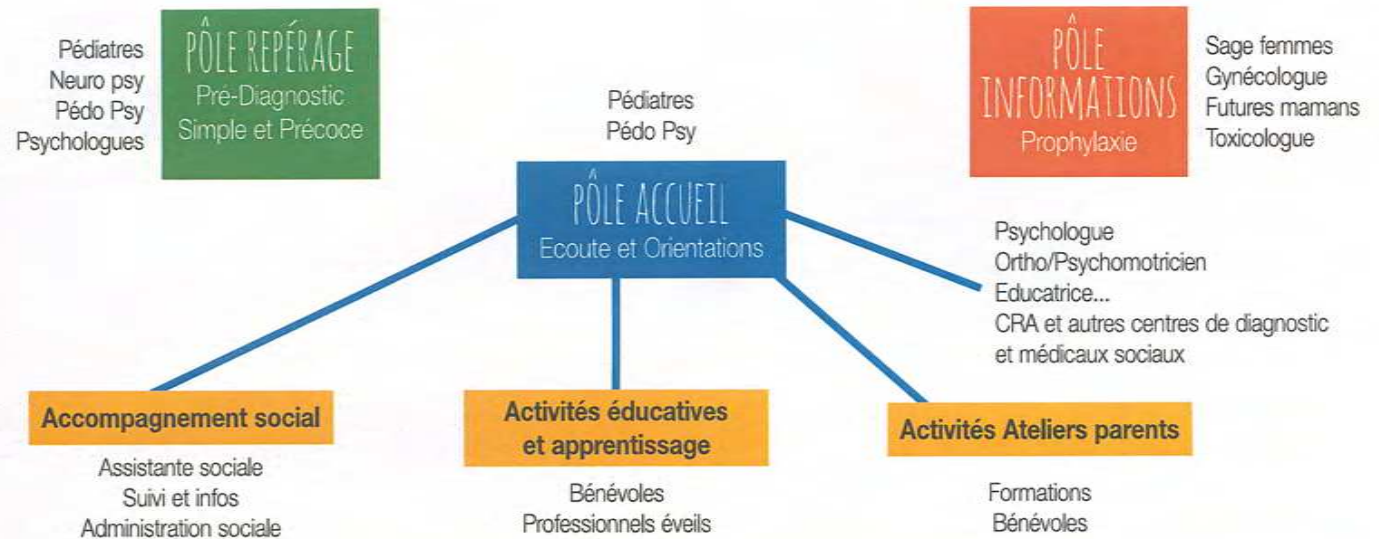 Pédiatres
Neuro psy
Pédo Psy
Psychologues
PÔLE REPÉRAGE
Pré-Diagnostic
Simple et Précoce
Pédiatres
Pédo Psy
PÔLE
INFORMATIONS
Prophylaxie
Sage femmes
Gynécologue
Futures mamans
Toxicologue
PÔLE ACCUEIL
Ecoute et Orientations
Psychologue
Ortho/Psychomotricien
Educatrice...
CRA et autres centres de diagnostic
et médicaux sociaux
Accompagnement social
Assistante sociale
Suivi et infos
Administration sociale
Activités éducatives
et apprentissage
Bénévoles
Professionnels éveils
Activités Ateliers parents
Formations
Bénévoles